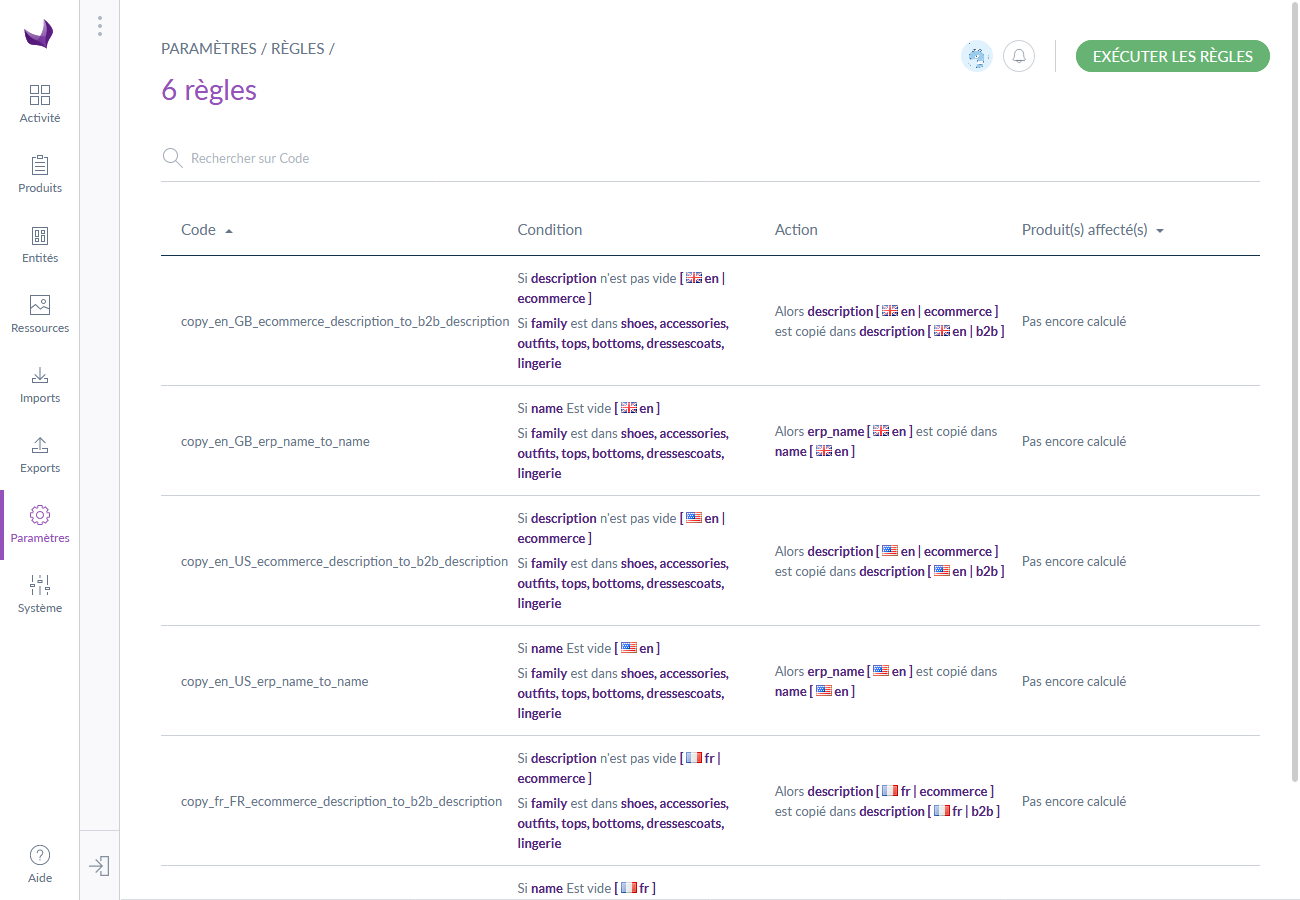 PARAMÈTRES / RÈGLES /
EXÉCUTER LES RÈGLES
6 règles
Activité
Produits
Entités
Ressources
Imports
Exports
Paramètres
Système
Aide
Rechercher sur Code
Code Condition Action Produit(s) affecté(s)
copy_en_GB_ecommerce_description_to_b2b_description
Si description n'est pas vide [ en |
ecommerce ]
Si family est dans shoes, accessories,
outfits, tops, bottoms, dressescoats,
lingerie
Alors description [ en | ecommerce ]
est copié dans description [ en | b2b ]
Pas encore calculé
copy_en_GB_erp_name_to_name
Si name Est vide [ en ]
Si family est dans shoes, accessories,
outfits, tops, bottoms, dressescoats,
lingerie
Alors erp_name [ en ] est copié dans
name [ en ]
Pas encore calculé
copy_en_US_ecommerce_description_to_b2b_description
Si description n'est pas vide [ en |
ecommerce ]
Si family est dans shoes, accessories,
outfits, tops, bottoms, dressescoats,
lingerie
Alors description [ en | ecommerce ]
est copié dans description [ en | b2b ]
Pas encore calculé
copy_en_US_erp_name_to_name
Si name Est vide [ en ]
Si family est dans shoes, accessories,
outfits, tops, bottoms, dressescoats,
lingerie
Alors erp_name [ en ] est copié dans
name [ en ]
Pas encore calculé
copy_fr_FR_ecommerce_description_to_b2b_description
Si description n'est pas vide [ fr |
ecommerce ]
Si family est dans shoes, accessories,
outfits, tops, bottoms, dressescoats,
lingerie
Alors description [ fr | ecommerce ]
est copié dans description [ fr | b2b ]
Pas encore calculé
Si name Est vide [ fr ]